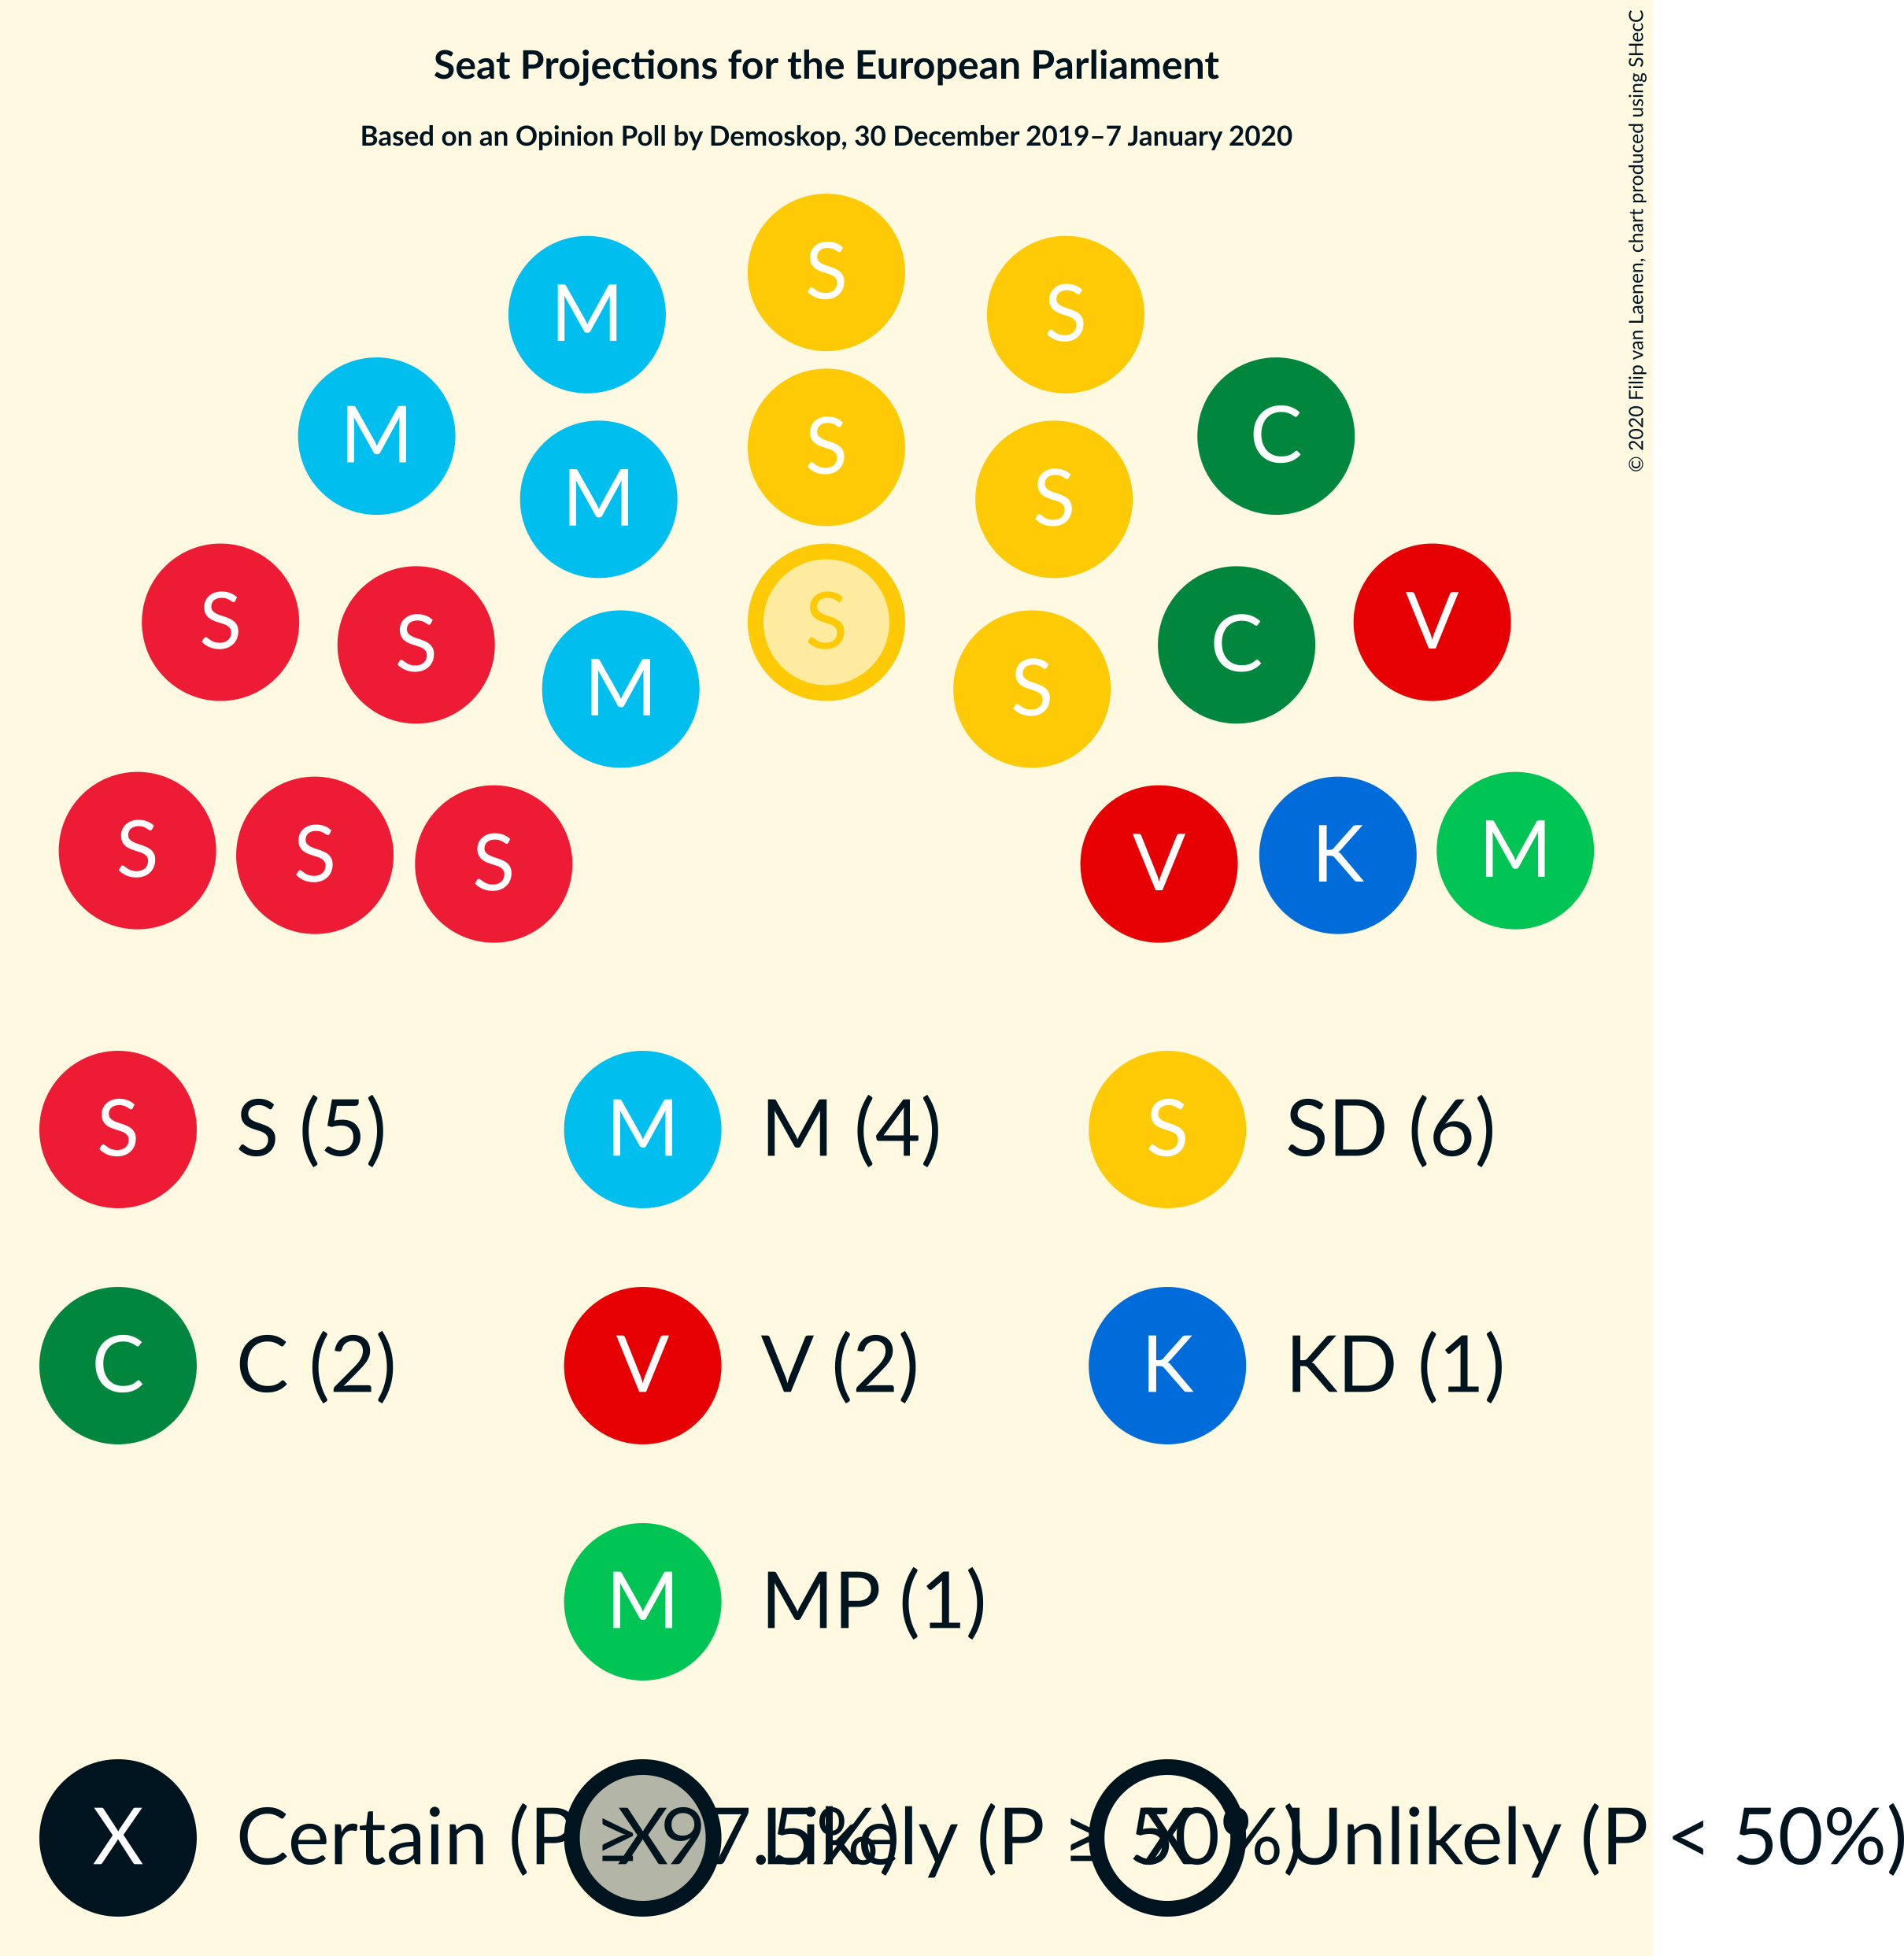 Seat Projections for the European Parliament
Based on an Opinion Poll by Demoskop, 30 December 2019–7 January 2020
© 2020 Filip van Laenen, chart produced using SHecC
S
M S
M C
S
M S
S V
S C
S
M S
S M
S K
S V
S S (5) M M (4) S SD (6)
C C (2) V V (2) K KD (1)
M MP (1)
X Certain (P ≥ 97.5%) X Likely (P ≥ 50%) X Unlikely (P < 50%)